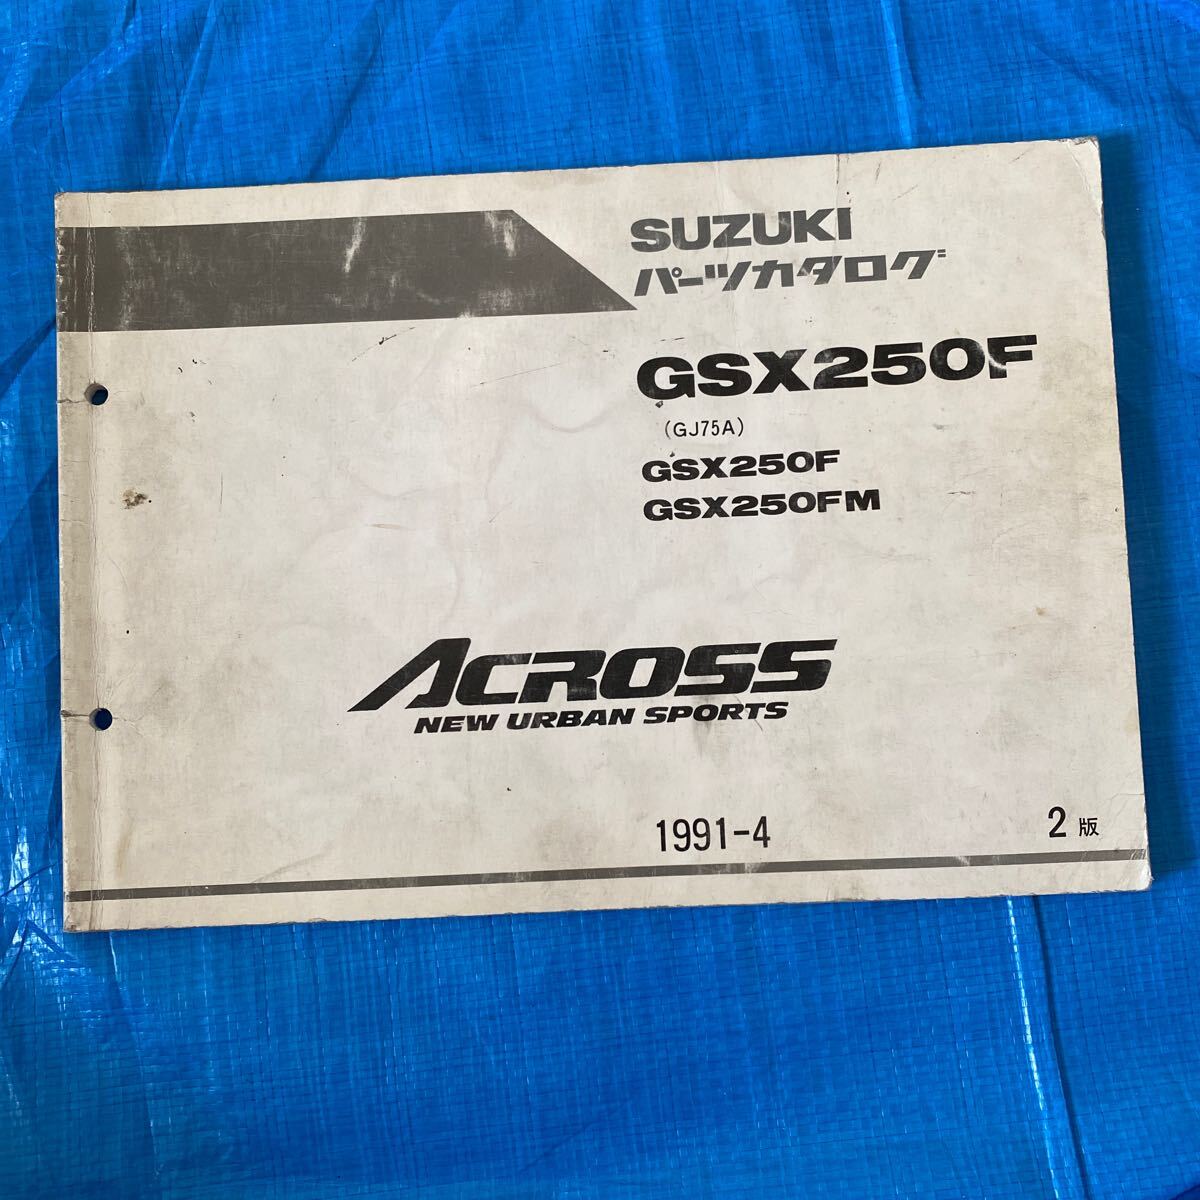 SUZUKI
パーツカタログ
GSX250F
(GJ75A)
GSX250F
GSX250FM
ACROSS
NEW URBAN SPORTS
1991-4
2版